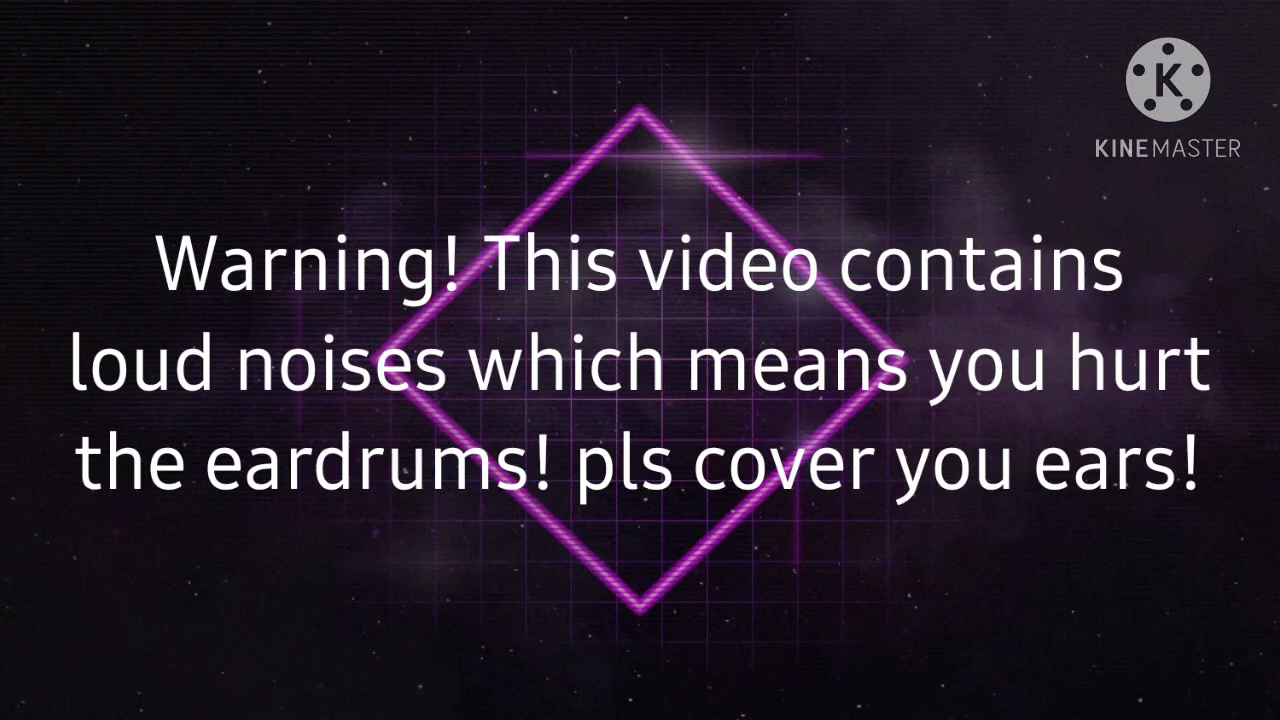 K
KINEMASTER
Warning! This video contains
loud noises which means you hurt
the eardrums! pls cover you ears!